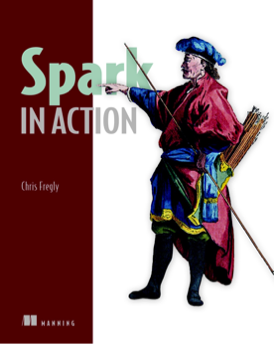 Spark
IN ACTION
Chris Fregly
MANNING